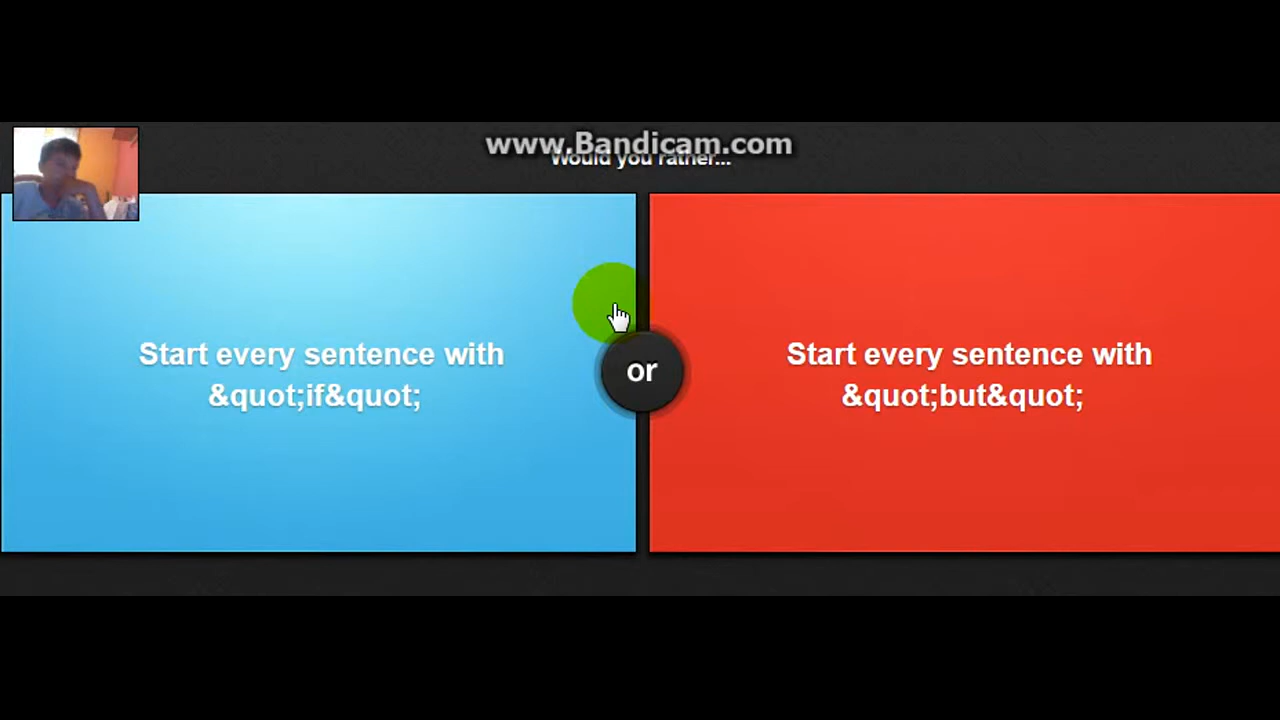 www.Bandicam.com
Would you rather...
Start every sentence with
&quot;if&quot;
or
Start every sentence with
&quot;but&quot;